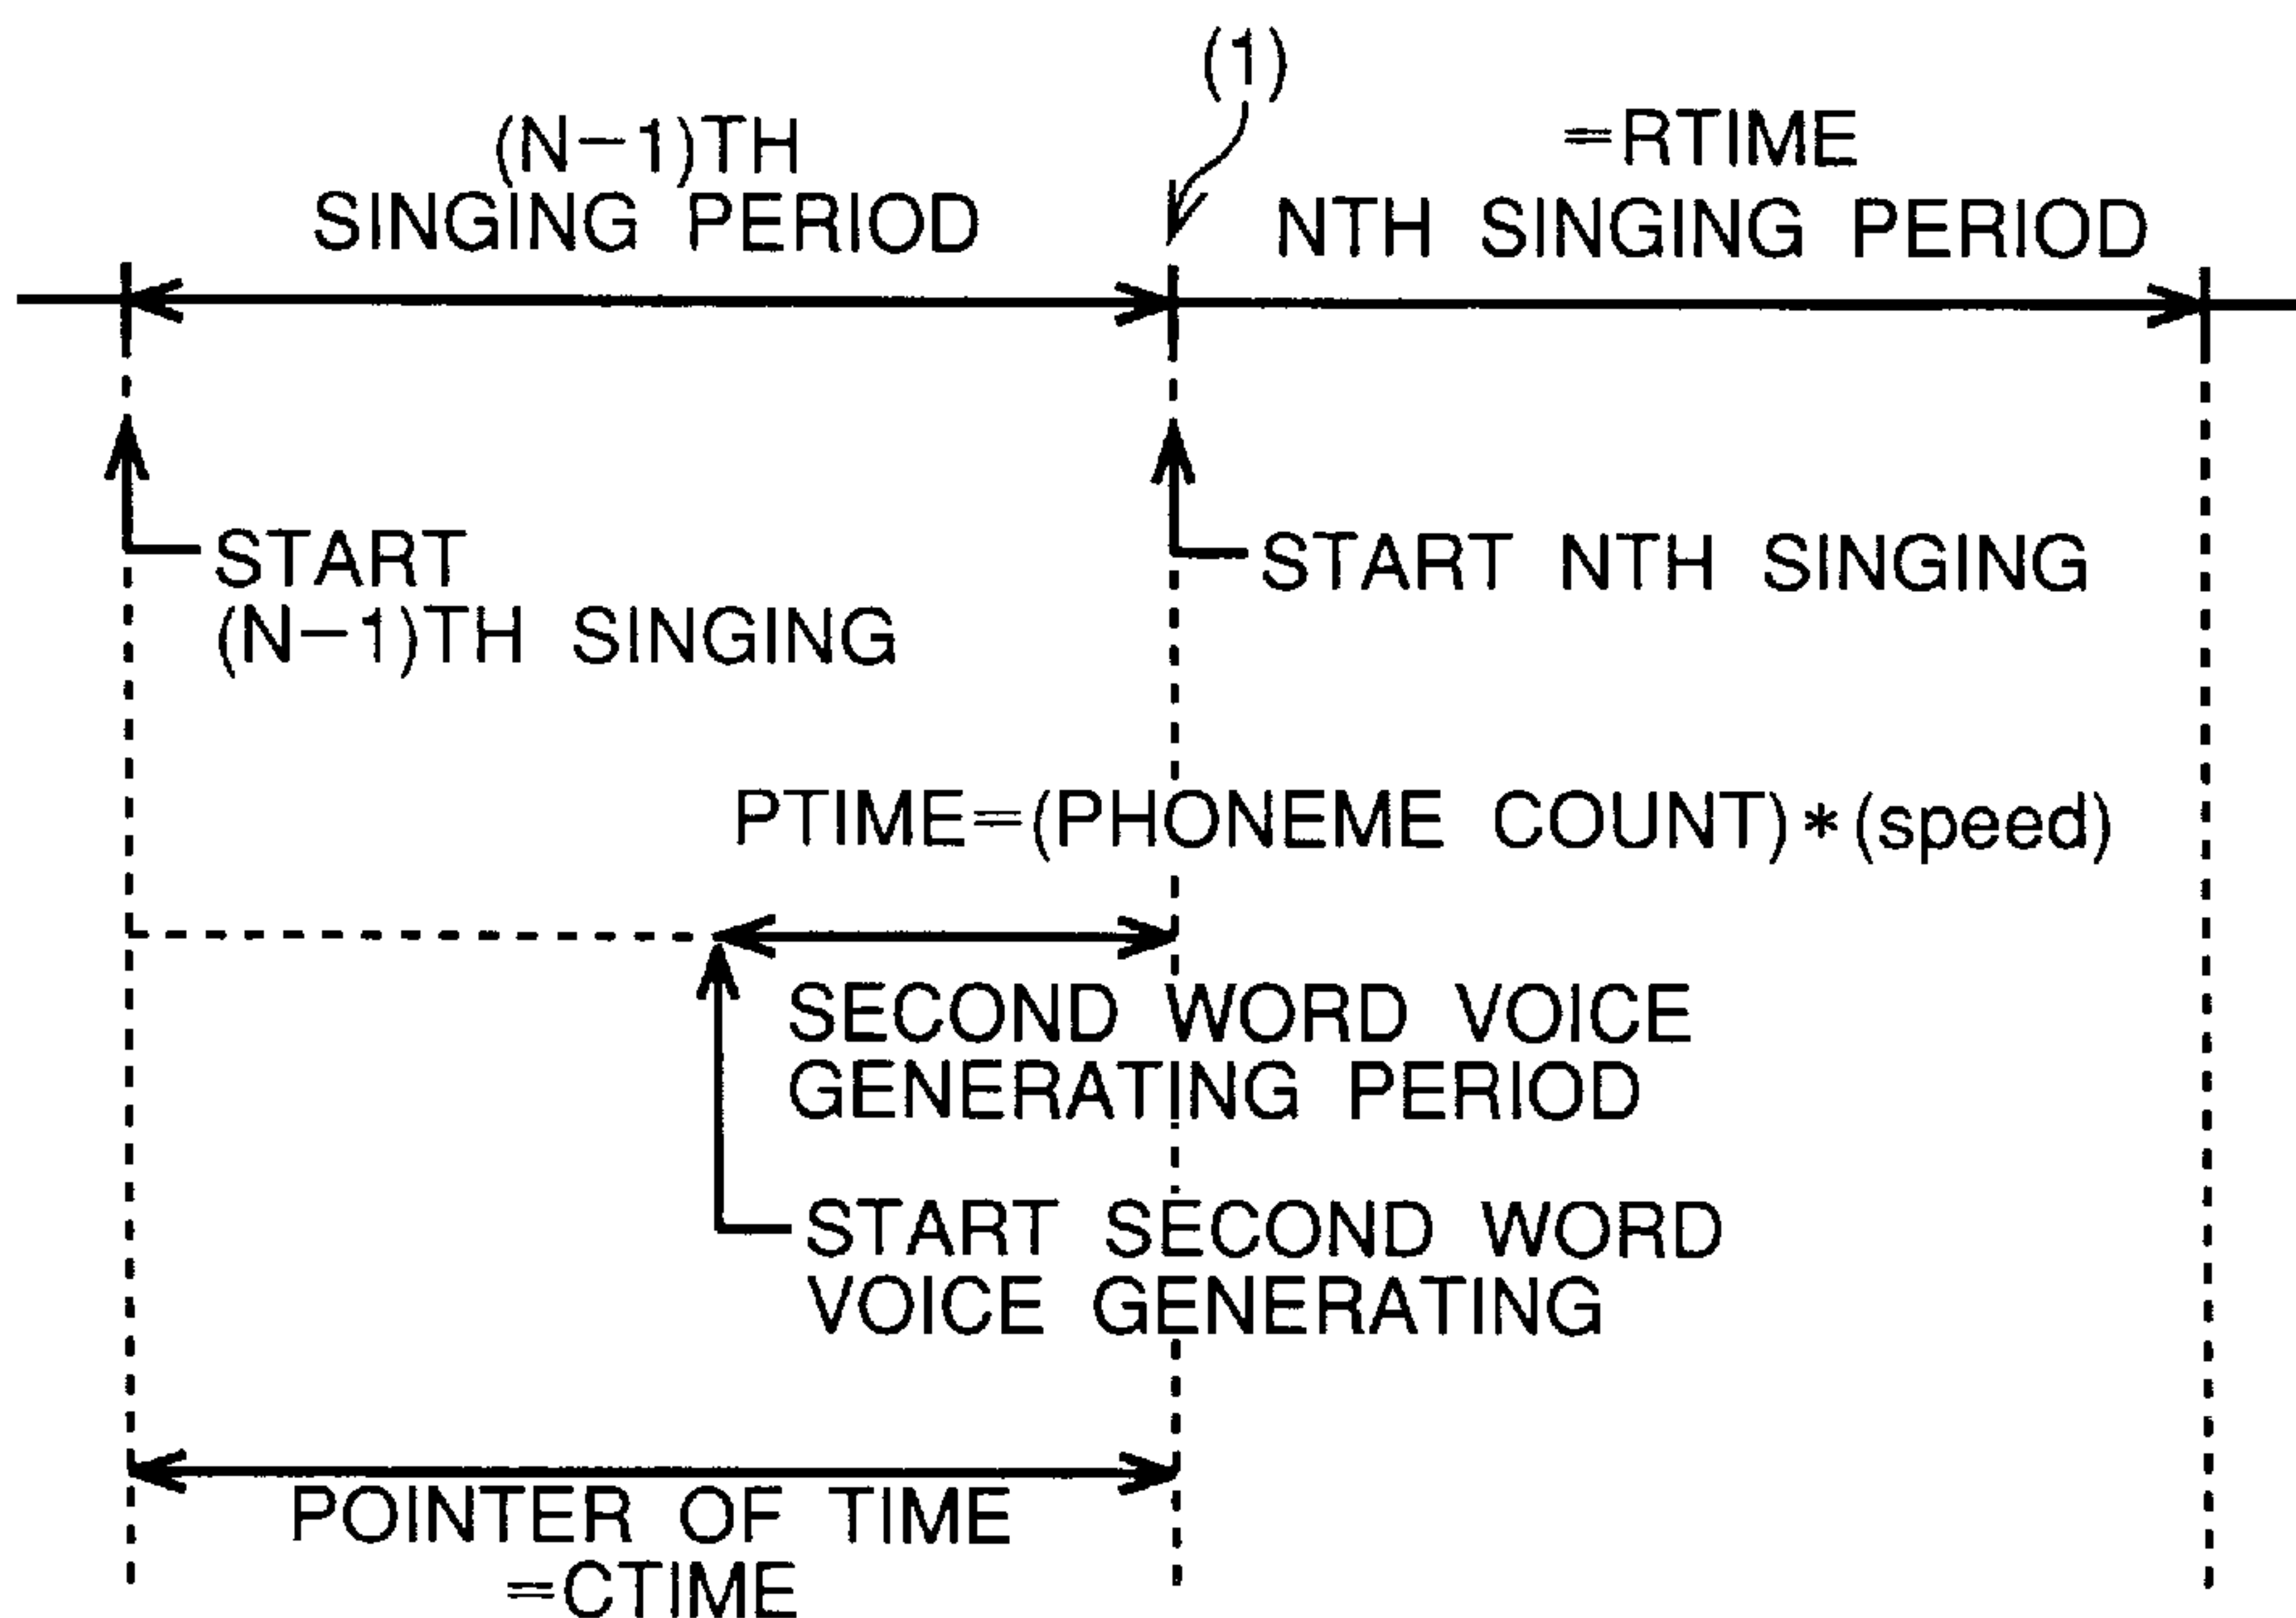 (1)
(N−1)TH
SINGING PERIOD
=RTIME
NTH SINGING PERIOD
START
(N−1)TH SINGING
START NTH SINGING
PTIME=(PHONEME COUNT)*(speed)
SECOND WORD VOICE
GENERATING PERIOD
START SECOND WORD
VOICE GENERATING
POINTER OF TIME
=CTIME